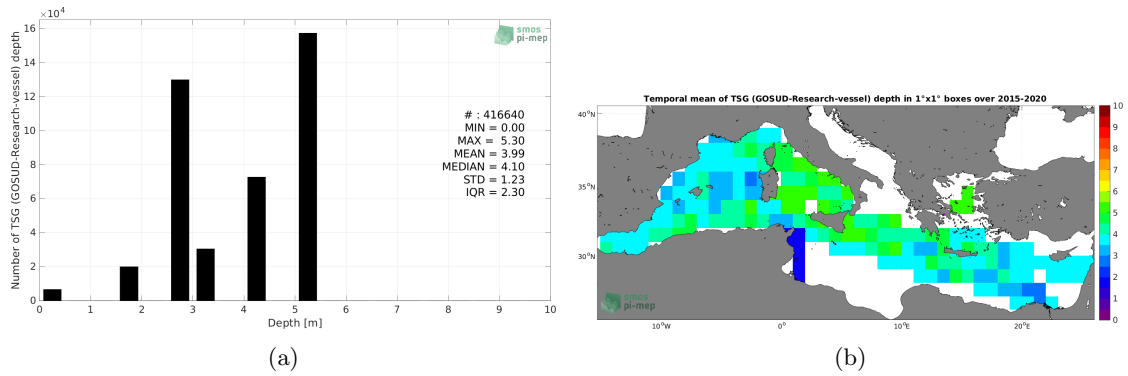 ×10⁴
16
14
12
10
8
6
4
2
0
Number of TSG (GOSUD-Research-vessel) depth
smos
pi-mep
# : 416640
MIN = 0.00
MAX = 5.30
MEAN = 3.99
MEDIAN = 4.10
STD = 1.23
IQR = 2.30
0 1 2 3 4 5 6 7 8 9 10
Depth [m]
(a)
Temporal mean of TSG (GOSUD-Research-vessel) depth in 1°x1° boxes over 2015-2020
40°N
35°N
30°N
10°W 0° 10°E 20°E
smos
pi-mep
10
9
8
7
6
5
4
3
2
1
0
(b)